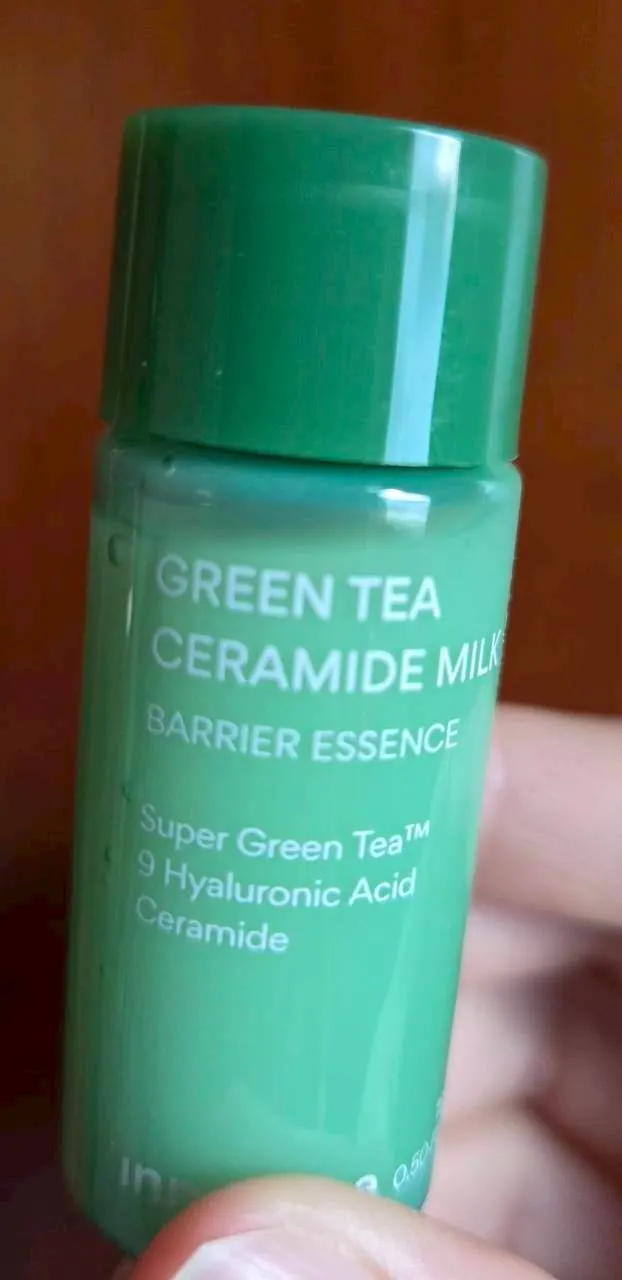 GREEN TEA
CERAMIDE MILK
BARRIER ESSENCE
Super Green Tea™
9 Hyaluronic Acid
Ceramide